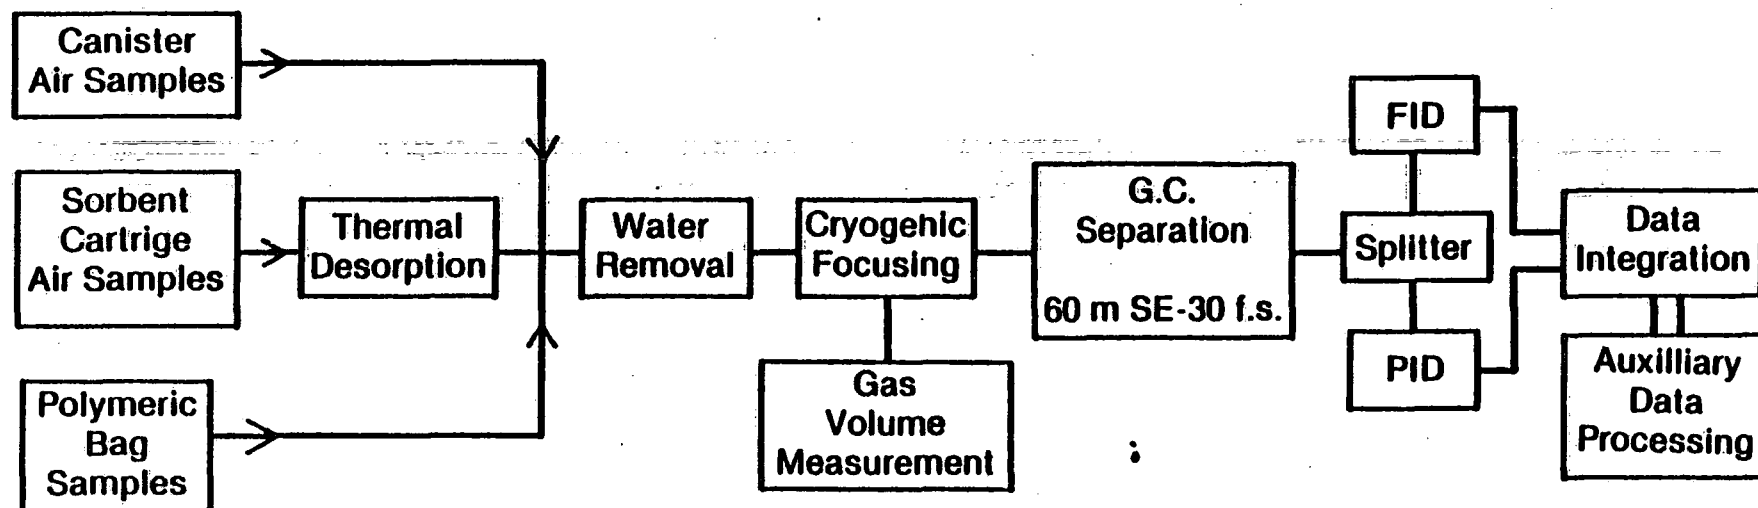 Canister
Air Samples
Sorbent
Cartrige
Air Samples
Polymeric
Bag
Samples
Thermal
Desorption
Water
Removal
Cryogehic
Focusing
Gas
Volume
Measurement
G.C.
Separation
60 m SE-30 f.s.
FID
Splitter
PID
Data
Integration
Auxilliary
Data
Processing